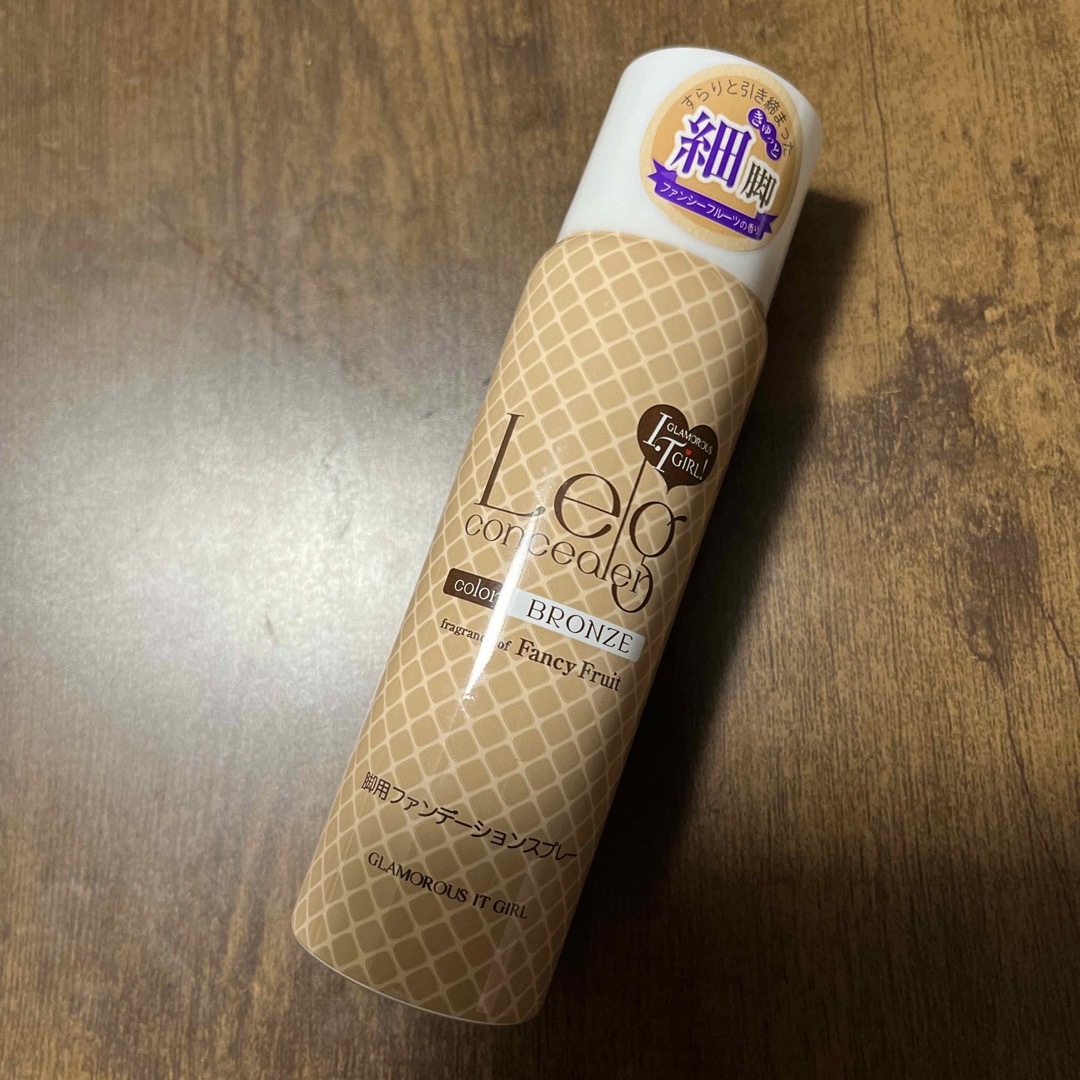 すらりと引き締まった
きゅっと
細脚
ファンシーフルーツの香り
GLAMOROUS
I.T GIRL!
Leg
concealer
color BRONZE
fragrance of Fancy Fruit
脚用ファンデーションスプレー
GLAMOROUS IT GIRL